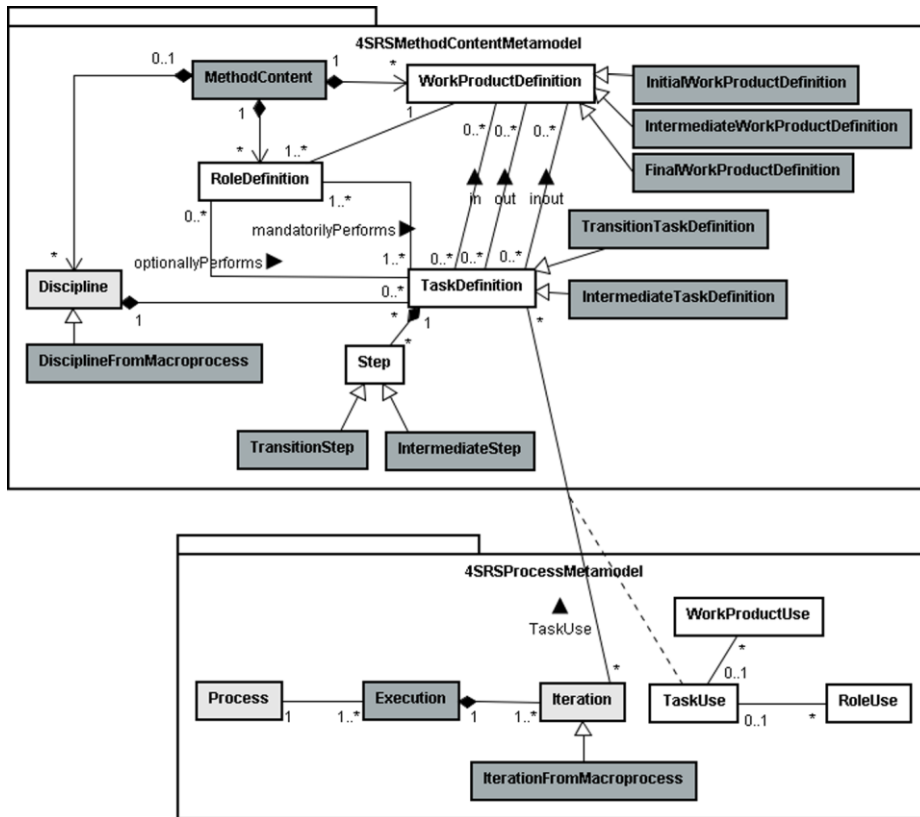 4SRSMethodContentMetamodel
0..1
MethodContent
1
*
WorkProductDefinition
InitialWorkProductDefinition
1
1
0..*
0..*
0..*
IntermediateWorkProductDefinition
*
1..*
FinalWorkProductDefinition
RoleDefinition
in
out
inout
0..*
1..*
mandatorilyPerforms
TransitionTaskDefinition
*
optionallyPerforms
1..*
0..*
0..*
0..*
Discipline
0..*
TaskDefinition
IntermediateTaskDefinition
1
*
1
*
DisciplineFromMacroprocess
*
Step
TransitionStep
IntermediateStep
4SRSProcessMetamodel
TaskUse
WorkProductUse
*
*
0..1
Process
Execution
Iteration
TaskUse
RoleUse
1
1..*
1
1..*
0..1
*
IterationFromMacroprocess